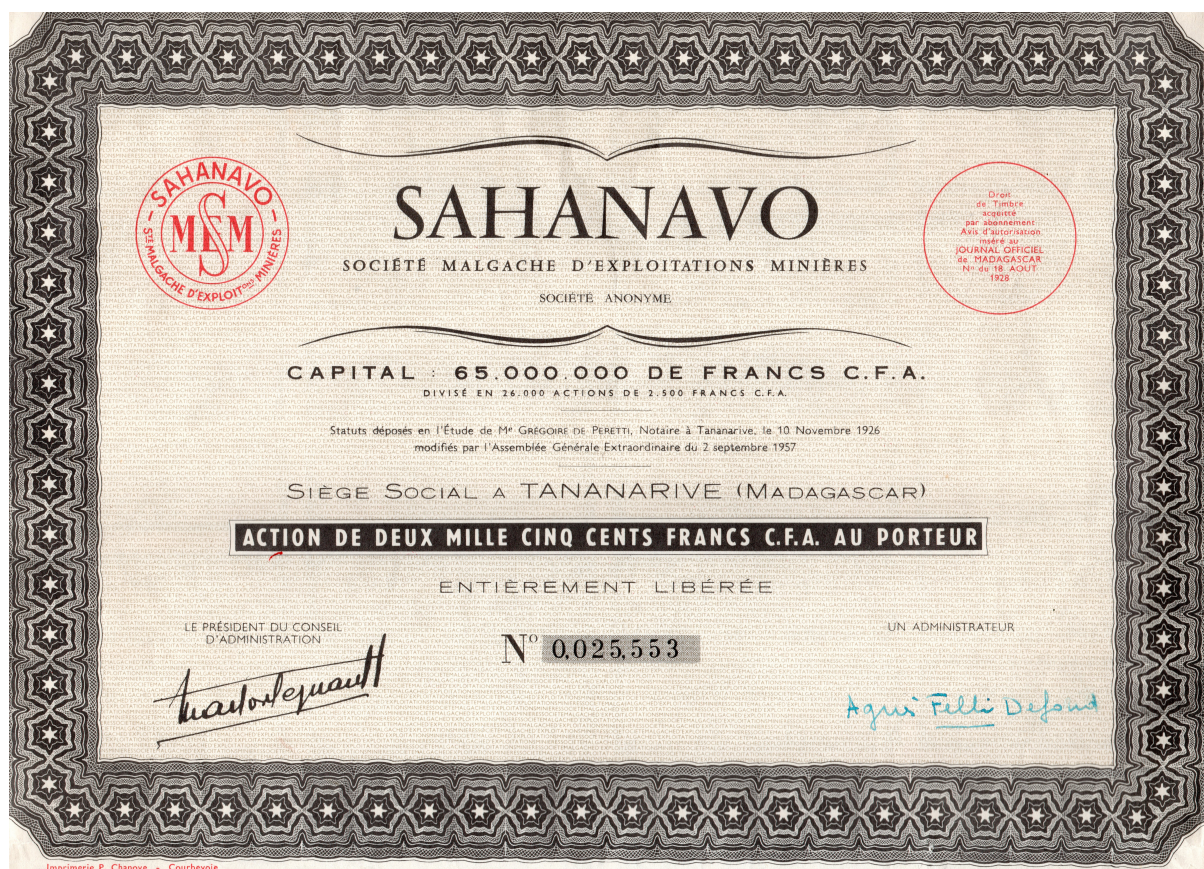 SAHANAVO
STÉ MALGACHE D'EXPLOITONS MINIÈRES
MSM
Droit
de Timbre
acquitté
par abonnement
Avis d'autorisation
inséré au
JOURNAL OFFICIEL
de MADAGASCAR
Nº du 18 AOUT
1928
SAHANAVO
SOCIÉTÉ MALGACHE D'EXPLOITATIONS MINIÈRES
SOCIÉTÉ ANONYME
CAPITAL : 65.000.000 DE FRANCS C.F.A.
DIVISÉ EN 26.000 ACTIONS DE 2.500 FRANCS C.F.A.
Statuts déposés en l'Étude de Me GRÉGOIRE DE PERETTI, Notaire à Tananarive, le 10 Novembre 1926
modifiés par l'Assemblée Générale Extraordinaire du 2 septembre 1957
SIÈGE SOCIAL A TANANARIVE (MADAGASCAR)
ACTION DE DEUX MILLE CINQ CENTS FRANCS C.F.A. AU PORTEUR
ENTIÈREMENT LIBÉRÉE
LE PRÉSIDENT DU CONSEIL
D'ADMINISTRATION
Nº 0,025,553
UN ADMINISTRATEUR
Imprimerie P. Chanove - Courbevoie